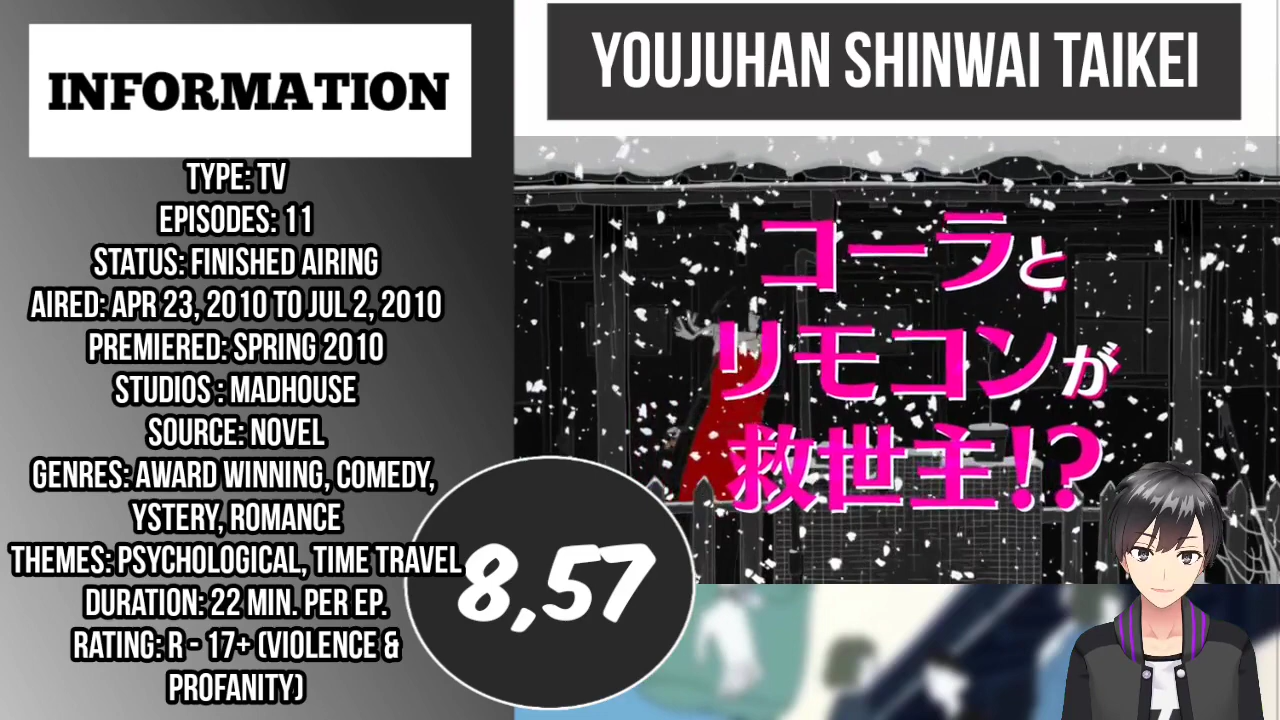 INFORMATION
TYPE: TV
EPISODES: 11
STATUS: FINISHED AIRING
AIRED: APR 23, 2010 TO JUL 2, 2010
PREMIERED: SPRING 2010
STUDIOS : MADHOUSE
SOURCE: NOVEL
GENRES: AWARD WINNING, COMEDY,
YSTERY, ROMANCE
THEMES: PSYCHOLOGICAL, TIME TRAVEL
DURATION: 22 MIN. PER EP.
RATING: R - 17+ (VIOLENCE &
PROFANITY)
8,57
YOUJUHAN SHINWAI TAIKEI
コーラと
リモコンが
救世主!?